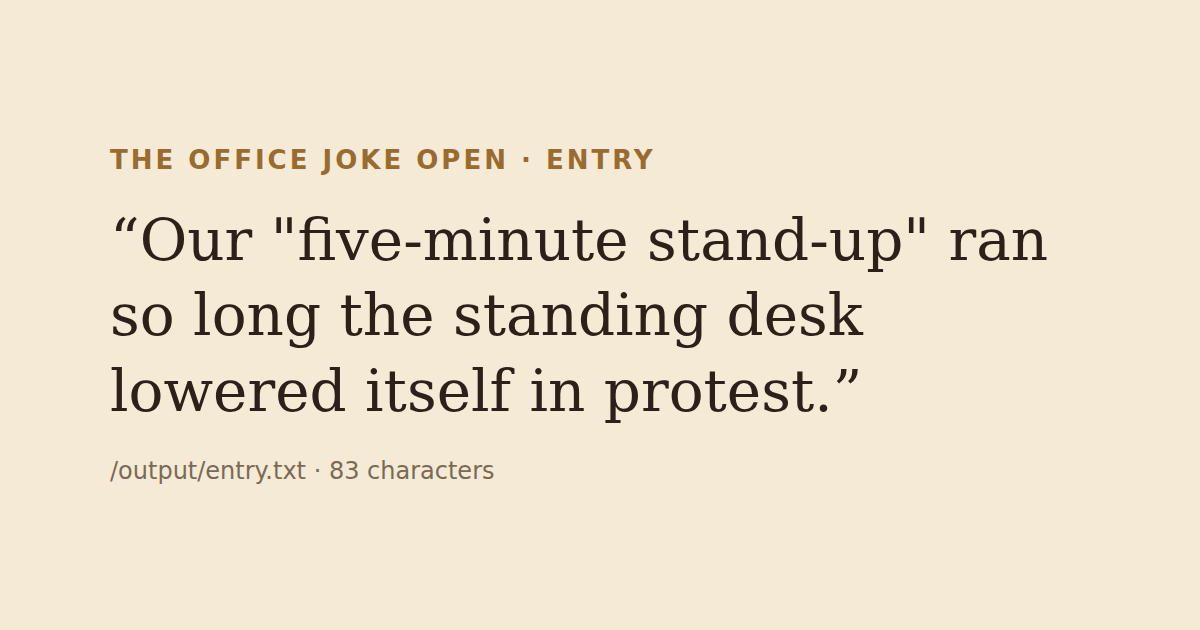 THE OFFICE JOKE OPEN · ENTRY
“Our "five-minute stand-up" ran
so long the standing desk
lowered itself in protest.”
/output/entry.txt · 83 characters